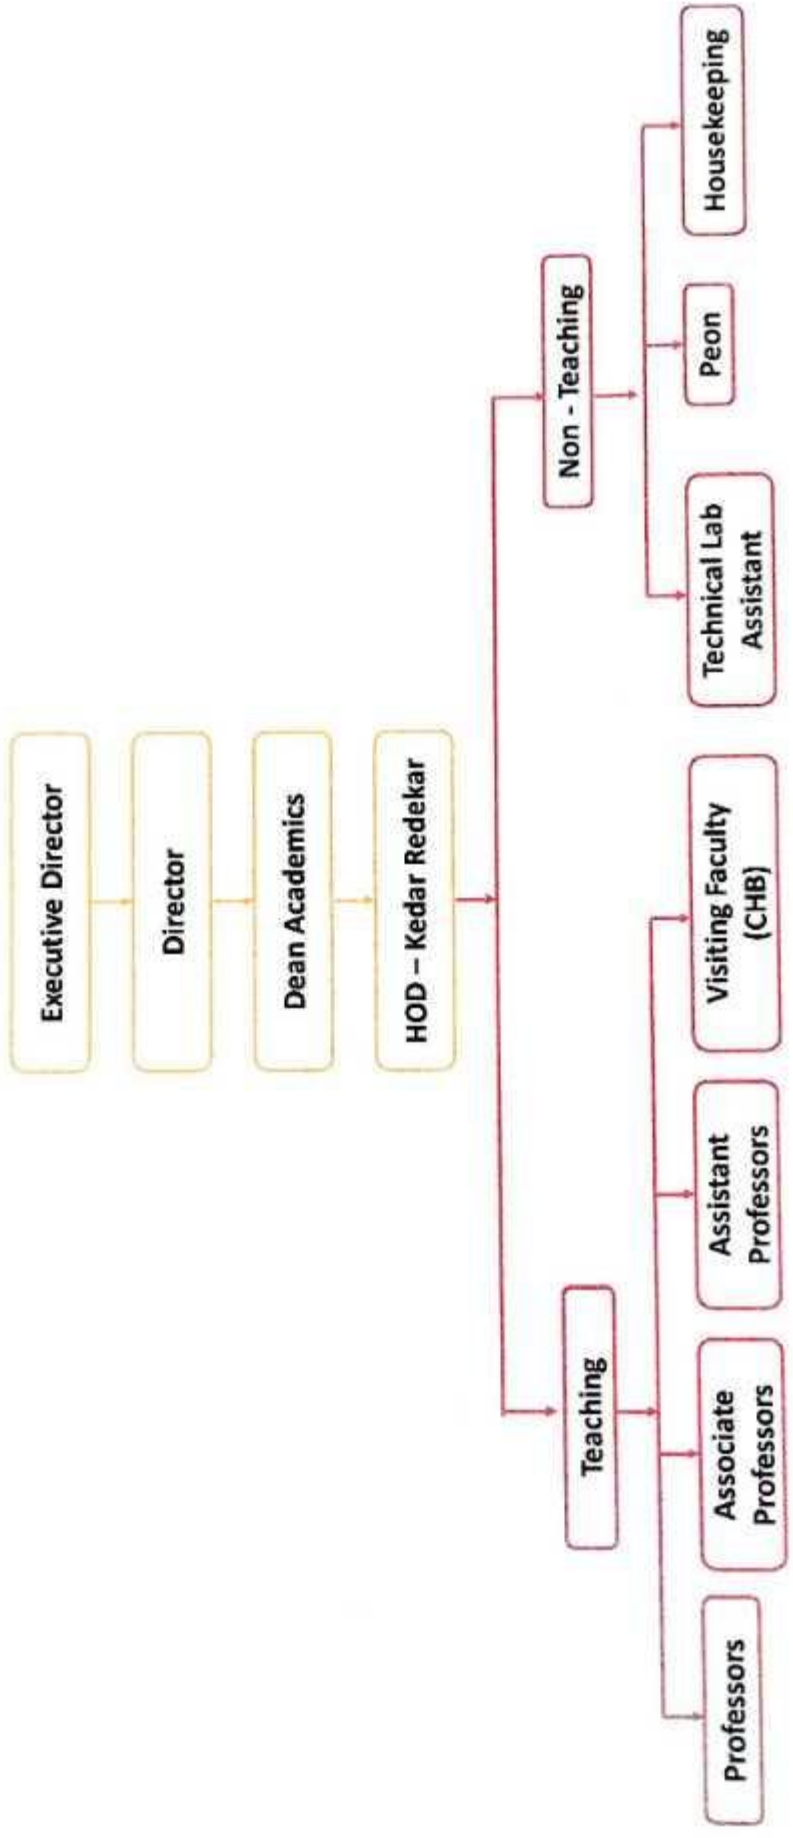 Executive Director
Director
Dean Academics
HOD – Kedar Redekar
Teaching
Non - Teaching
Professors
Associate
Professors
Assistant
Professors
Visiting Faculty
(CHB)
Technical Lab
Assistant
Peon
Housekeeping